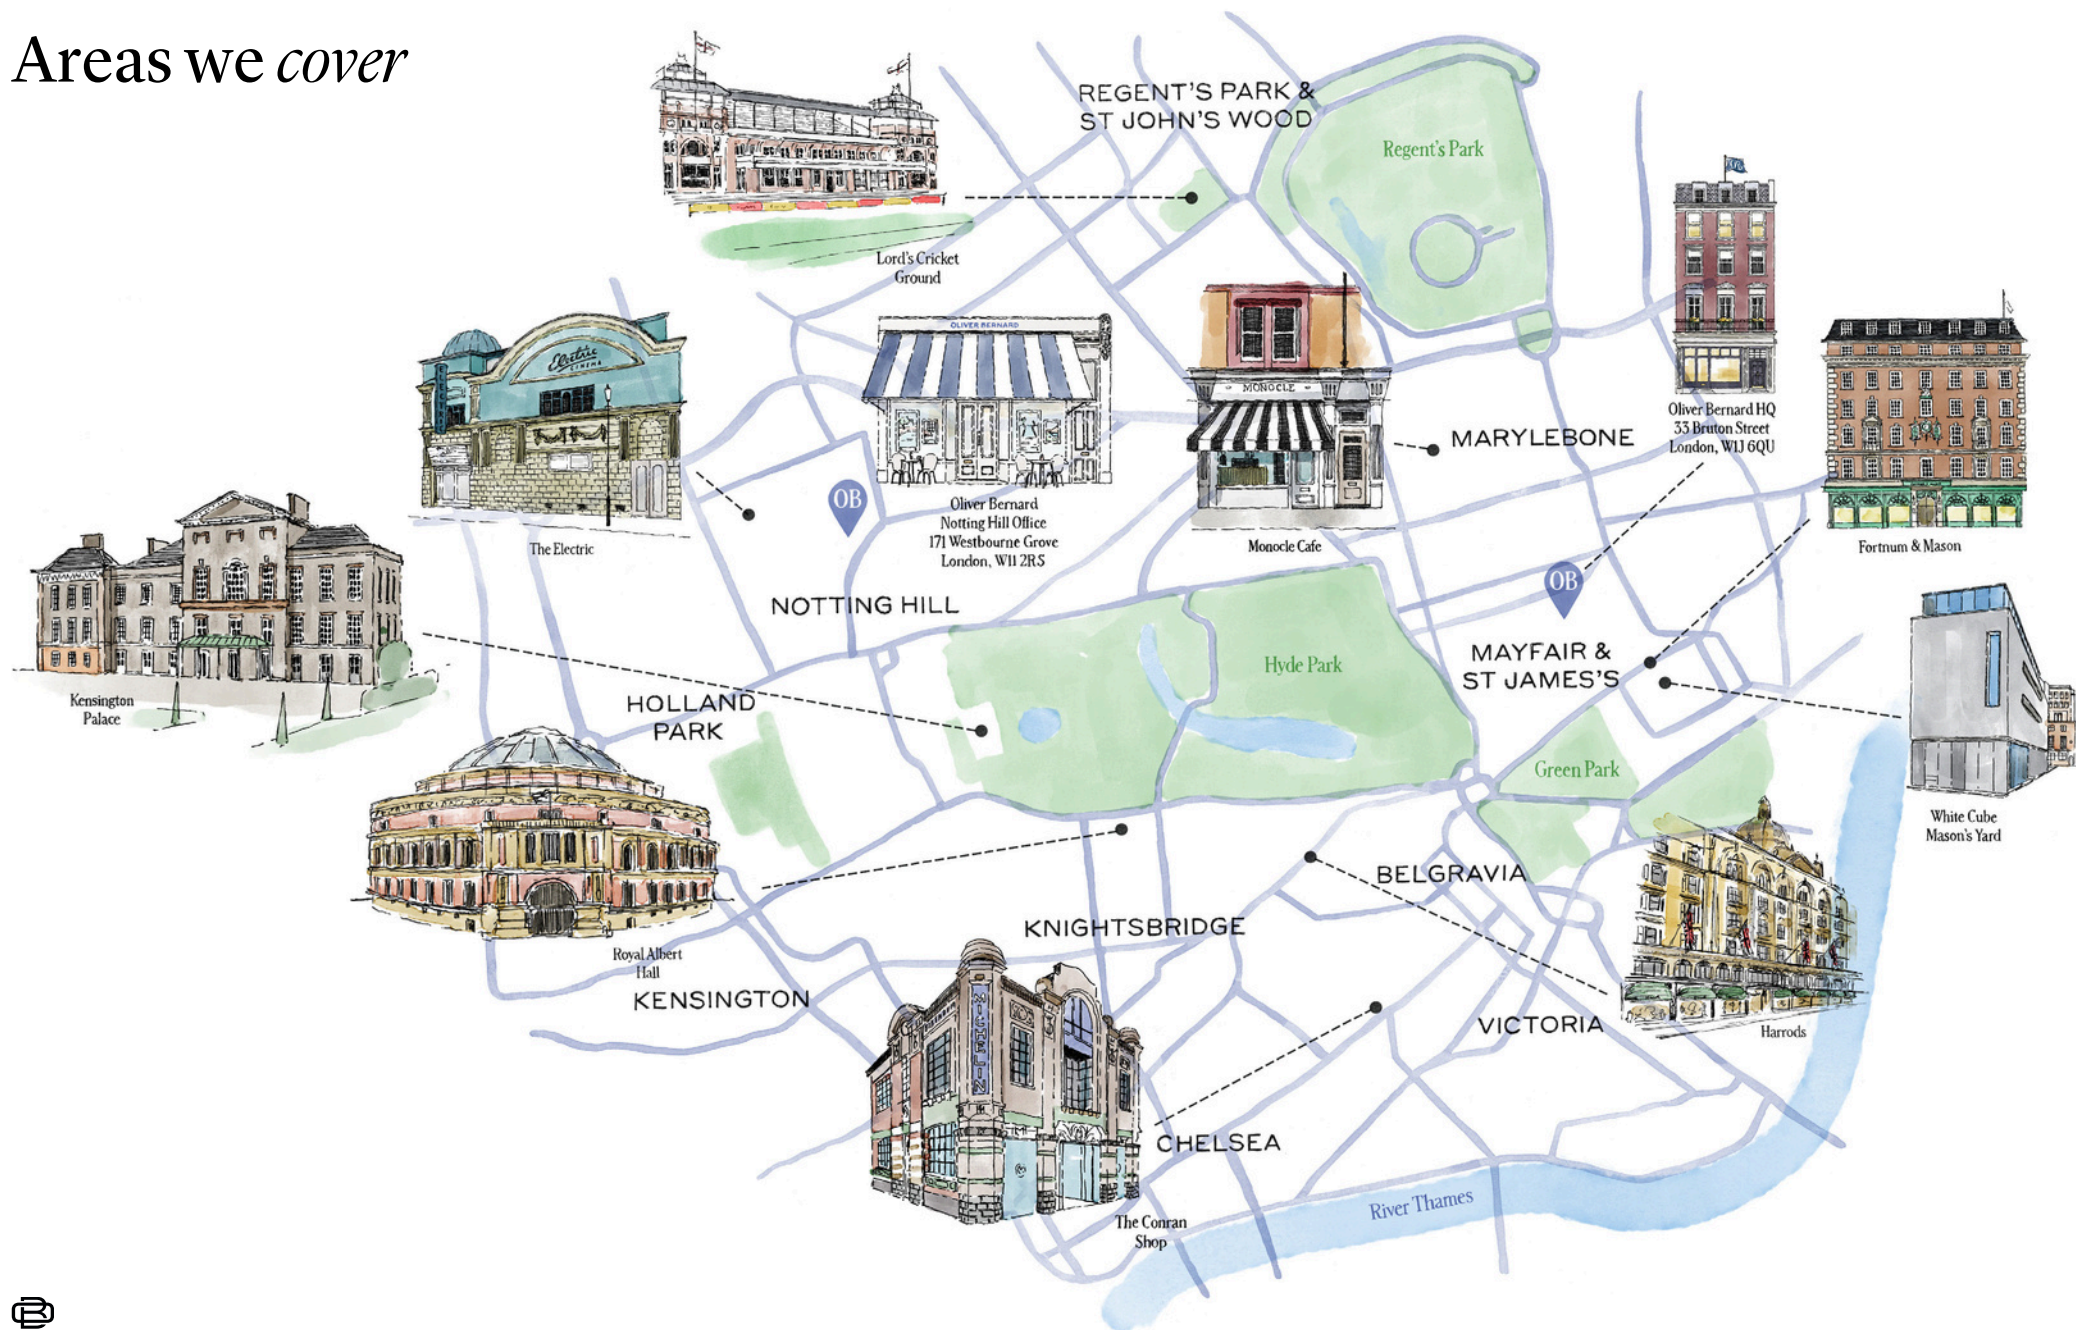 Areas we cover
REGENT'S PARK &
ST JOHN'S WOOD
Regent's Park
Lord's Cricket
Ground
OLIVER BERNARD
Electric
CINEMA
MONOCLE
Oliver Bernard HQ
33 Bruton Street
London, W1J 6QU
MARYLEBONE
OB
Oliver Bernard
Notting Hill Office
171 Westbourne Grove
London, W11 2RS
The Electric
Monocle Cafe
Fortnum & Mason
OB
NOTTING HILL
Hyde Park
MAYFAIR &
ST JAMES'S
Kensington
Palace
HOLLAND
PARK
Green Park
White Cube
Mason's Yard
BELGRAVIA
KNIGHTSBRIDGE
Royal Albert
Hall
KENSINGTON
MICHELIN
VICTORIA
Harrods
CHELSEA
River Thames
The Conran
Shop